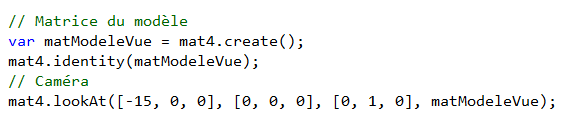 // Matrice du modèle
var matModeleVue = mat4.create();
mat4.identity(matModeleVue);
// Caméra
mat4.lookAt([-15, 0, 0], [0, 0, 0], [0, 1, 0], matModeleVue);